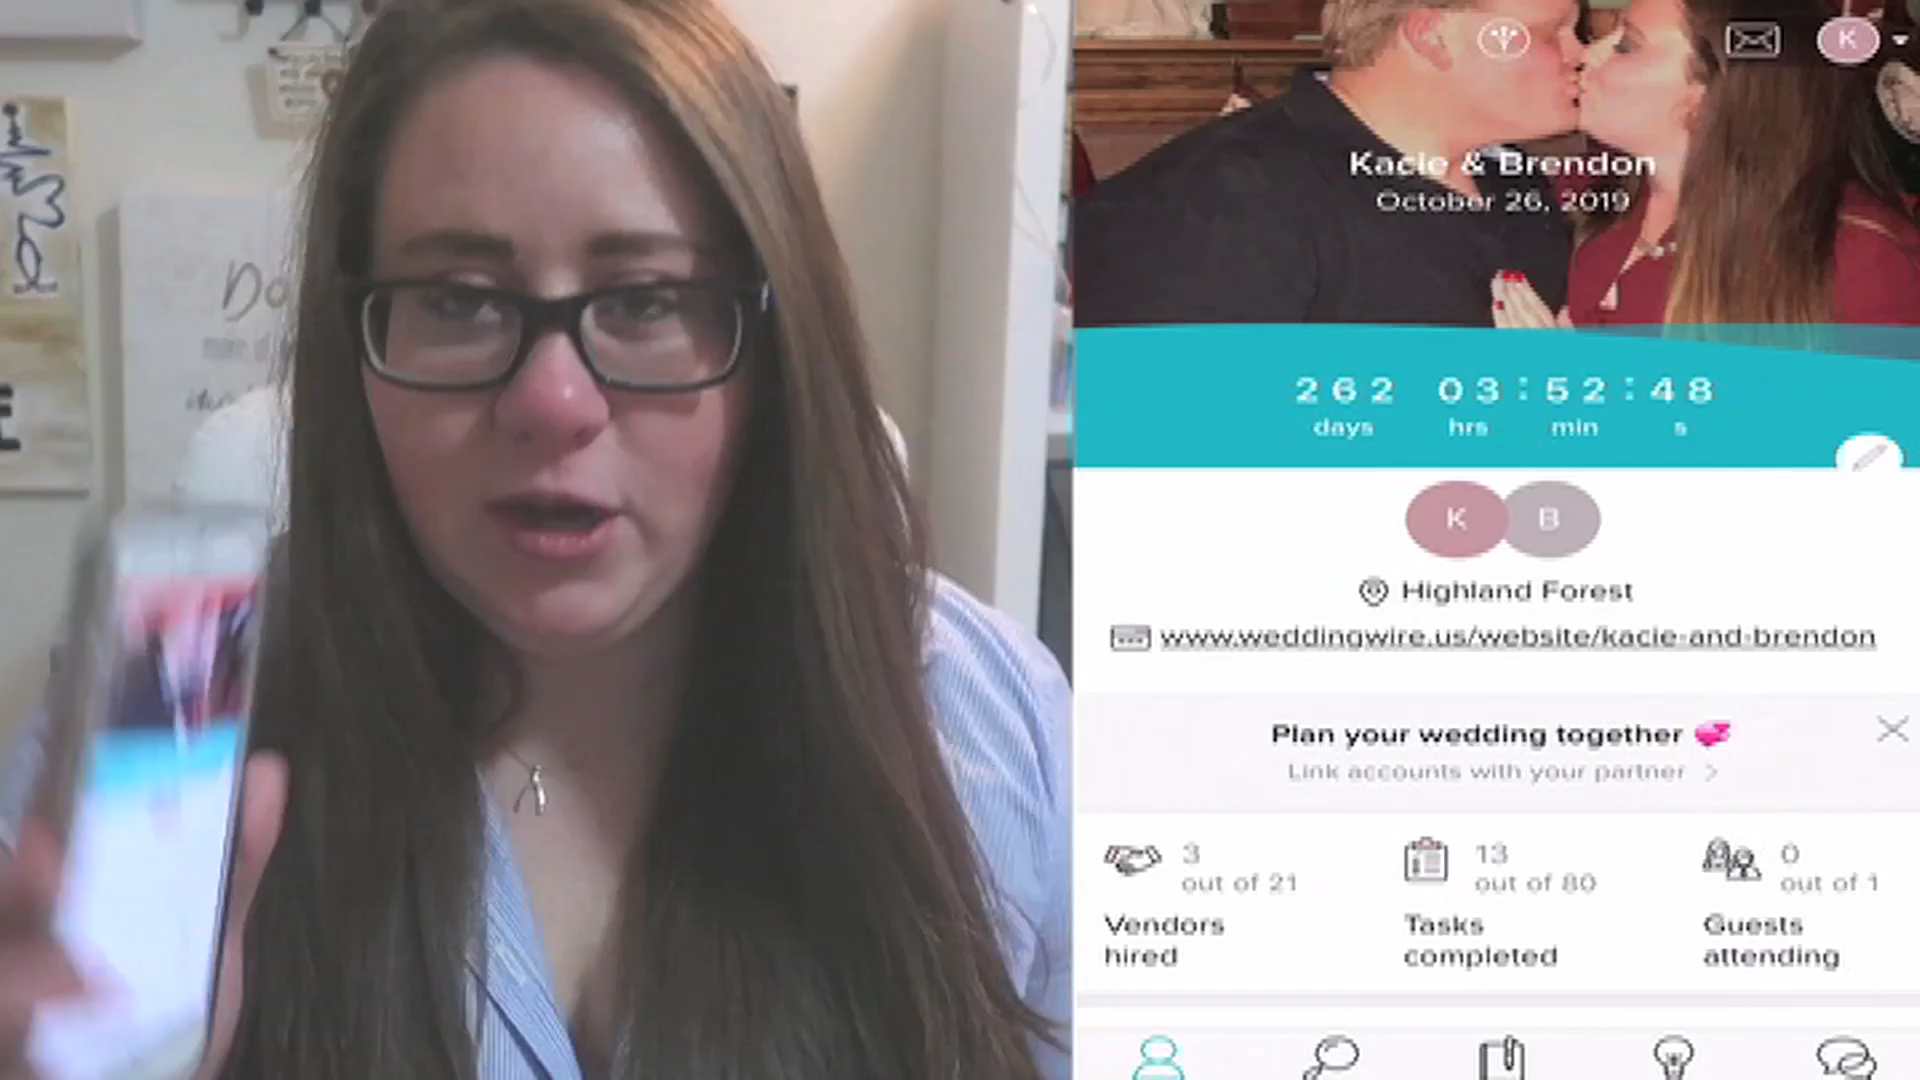 Do
K
Kacie & Brendon
October 26, 2019
262 03 : 52 : 48
days hrs min s
K B
Highland Forest
www.weddingwire.us/website/kacie-and-brendon
Plan your wedding together
Link accounts with your partner >
3
out of 21
Vendors
hired
13
out of 80
Tasks
completed
0
out of 1
Guests
attending